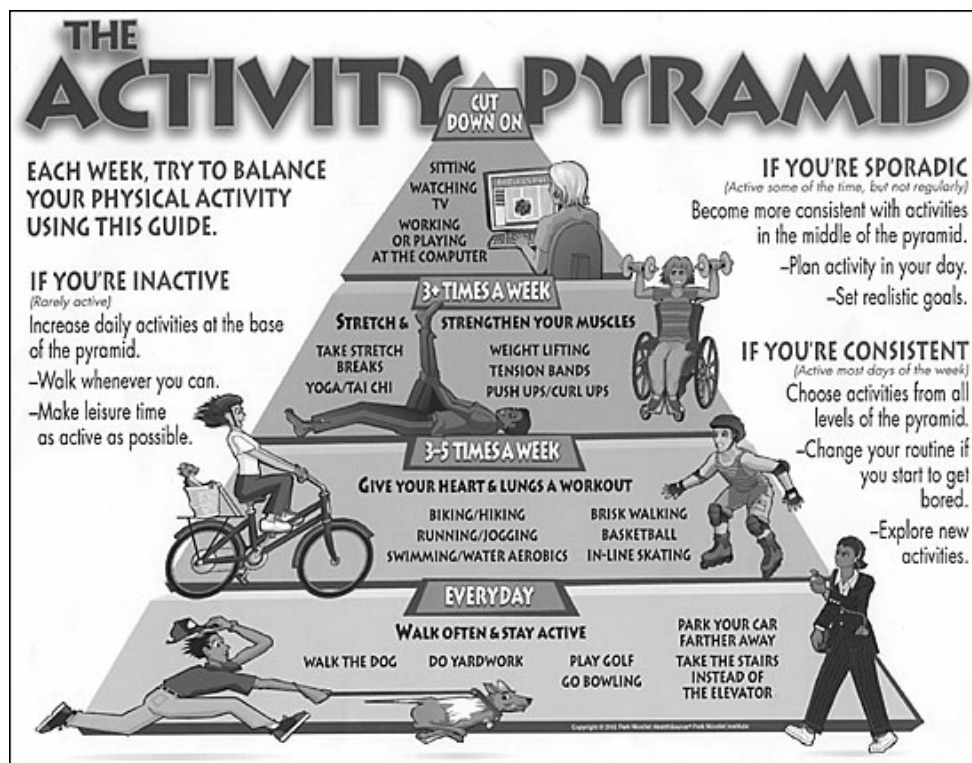 THE
ACTIVITY PYRAMID
EACH WEEK, TRY TO BALANCE
YOUR PHYSICAL ACTIVITY
USING THIS GUIDE.
IF YOU'RE INACTIVE
(Rarely active)
Increase daily activities at the base
of the pyramid.
–Walk whenever you can.
–Make leisure time
as active as possible.
CUT
DOWN ON
SITTING
WATCHING
TV
WORKING
OR PLAYING
AT THE COMPUTER
IF YOU'RE SPORADIC
(Active some of the time, but not regularly)
Become more consistent with activities
in the middle of the pyramid.
–Plan activity in your day.
–Set realistic goals.
IF YOU'RE CONSISTENT
(Active most days of the week)
Choose activities from all
levels of the pyramid.
–Change your routine if
you start to get
bored.
–Explore new
activities.
3+ TIMES A WEEK
STRETCH & STRENGTHEN YOUR MUSCLES
TAKE STRETCH
BREAKS
YOGA/TAI CHI
WEIGHT LIFTING
TENSION BANDS
PUSH UPS/CURL UPS
3–5 TIMES A WEEK
GIVE YOUR HEART & LUNGS A WORKOUT
BIKING/HIKING
RUNNING/JOGGING
SWIMMING/WATER AEROBICS
BRISK WALKING
BASKETBALL
IN-LINE SKATING
EVERYDAY
WALK OFTEN & STAY ACTIVE
WALK THE DOG
DO YARDWORK
PLAY GOLF
GO BOWLING
PARK YOUR CAR
FARTHER AWAY
TAKE THE STAIRS
INSTEAD OF
THE ELEVATOR
Copyright © Park Nicollet HealthSource® Park Nicollet Institute